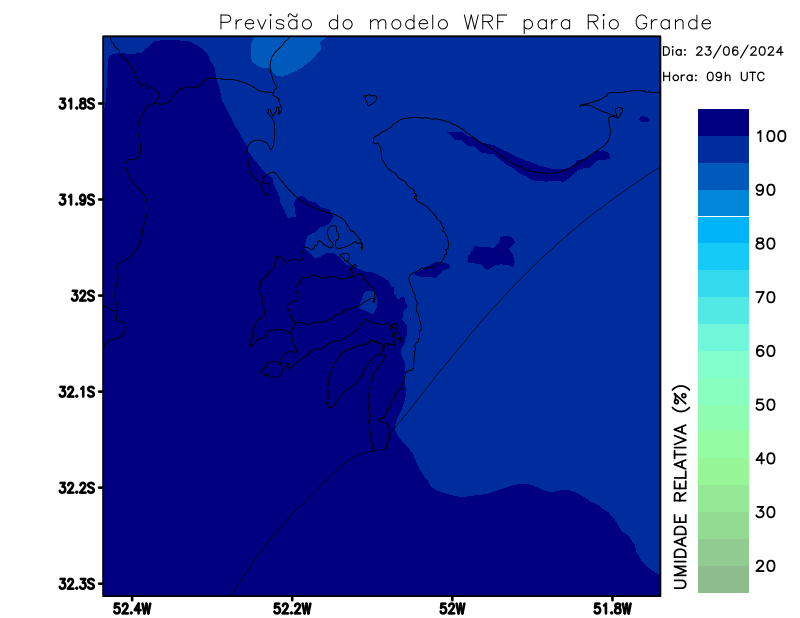 Previsão do modelo WRF para Rio Grande
Dia: 23/06/2024
Hora: 09h UTC
31.8S
31.9S
32S
32.1S
32.2S
32.3S
52.4W
52.2W
52W
51.8W
UMIDADE RELATIVA (%)
100
90
80
70
60
50
40
30
20